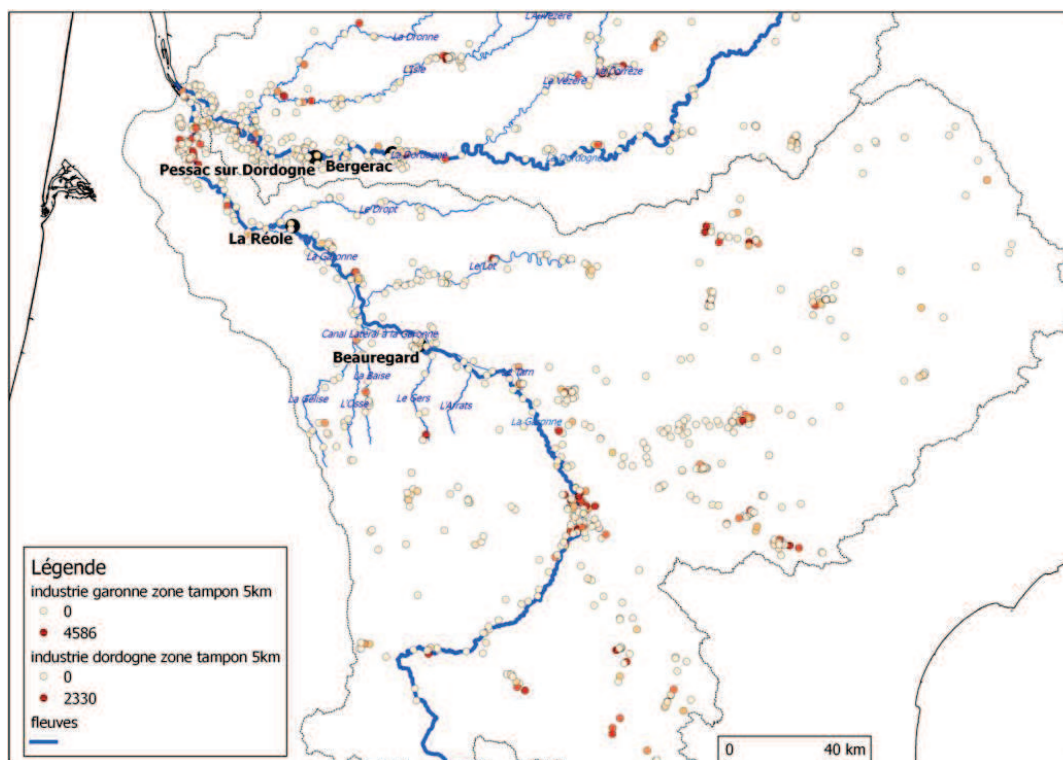 L'Auvézère
La Dronne
L'Isle
La Corrèze
La Vézère
La Dordogne
La Dordogne
Pessac sur Dordogne
Bergerac
Le Dropt
La Réole
La Garonne
Le Lot
Canal Latéral à la Garonne
Beauregard
Le Tarn
La Baïse
La Gélise
L'Osse
Le Gers
L'Arrats
La Garonne
Légende
industrie garonne zone tampon 5km
0
4586
industrie dordogne zone tampon 5km
0
2330
fleuves
0 40 km